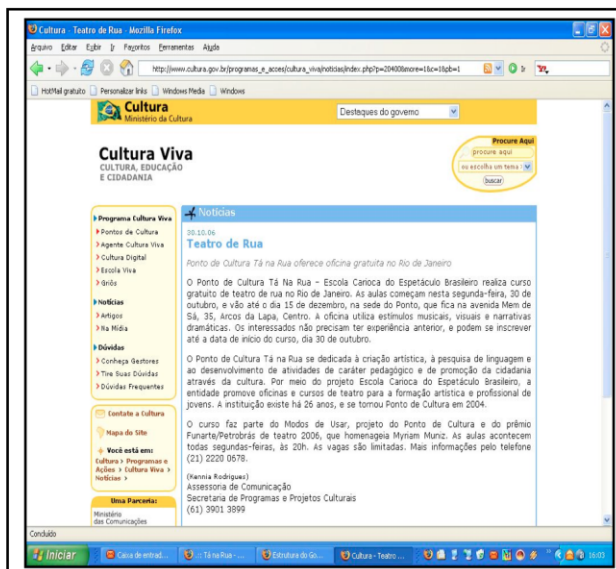 Cultura - Teatro de Rua - Mozilla Firefox
Arquivo Editar Exibir Ir Favoritos Ferramentas Ajuda
HotMail gratuito Personalizar links Windows Media Windows
Cultura
Ministério da Cultura
Destaques do governo
Cultura Viva
CULTURA, EDUCAÇÃO
E CIDADANIA
Procure Aqui
procure aqui
ou escolha um tema
buscar
Programa Cultura Viva
Pontos de Cultura
Agente Cultura Viva
Cultura Digital
Escola Viva
Griôs
Notícias
Artigos
Na Mídia
Dúvidas
Conheça Gestores
Tire Suas Dúvidas
Dúvidas Frequentes
Contate a Cultura
Mapa do Site
Você está em:
Cultura > Programas e
Ações > Cultura Viva >
Notícias >
Uma Parceria:
Ministério
das Comunicações
Notícias
30.10.06
Teatro de Rua
Ponto de Cultura Tá na Rua oferece oficina gratuita no Rio de Janeiro
O Ponto de Cultura Tá Na Rua – Escola Carioca do Espetáculo Brasileiro realiza curso
gratuito de teatro de rua no Rio de Janeiro. As aulas começam nesta segunda-feira, 30 de
outubro, e vão até o dia 15 de dezembro, na sede do Ponto, que fica na avenida Mem de
Sá, 35, Arcos da Lapa, Centro. A oficina utiliza estímulos musicais, visuais e narrativas
dramáticas. Os interessados não precisam ter experiência anterior, e podem se inscrever
até a data de início do curso, dia 30 de outubro.
O Ponto de Cultura Tá na Rua se dedicada à criação artística, à pesquisa de linguagem e
ao desenvolvimento de atividades de caráter pedagógico e de promoção da cidadania
através da cultura. Por meio do projeto Escola Carioca do Espetáculo Brasileiro, a
entidade promove oficinas e cursos de teatro para a formação artística e profissional de
jovens. A instituição existe há 26 anos, e se tornou Ponto de Cultura em 2004.
O curso faz parte do Modos de Usar, projeto do Ponto de Cultura e do prêmio
Funarte/Petrobrás de teatro 2006, que homenageia Myriam Muniz. As aulas acontecem
todas segundas-feiras, às 20h. As vagas são limitadas. Mais informações pelo telefone
(21) 2220 0678.
(Kennia Rodrigues)
Assessoria de Comunicação
Secretaria de Programas e Projetos Culturais
(61) 3901 3899
Concluído
Iniciar
Caixa de entrad...
.: Tá na Rua - ...
Estrutura do Go...
Cultura - Teatro ...
16:03